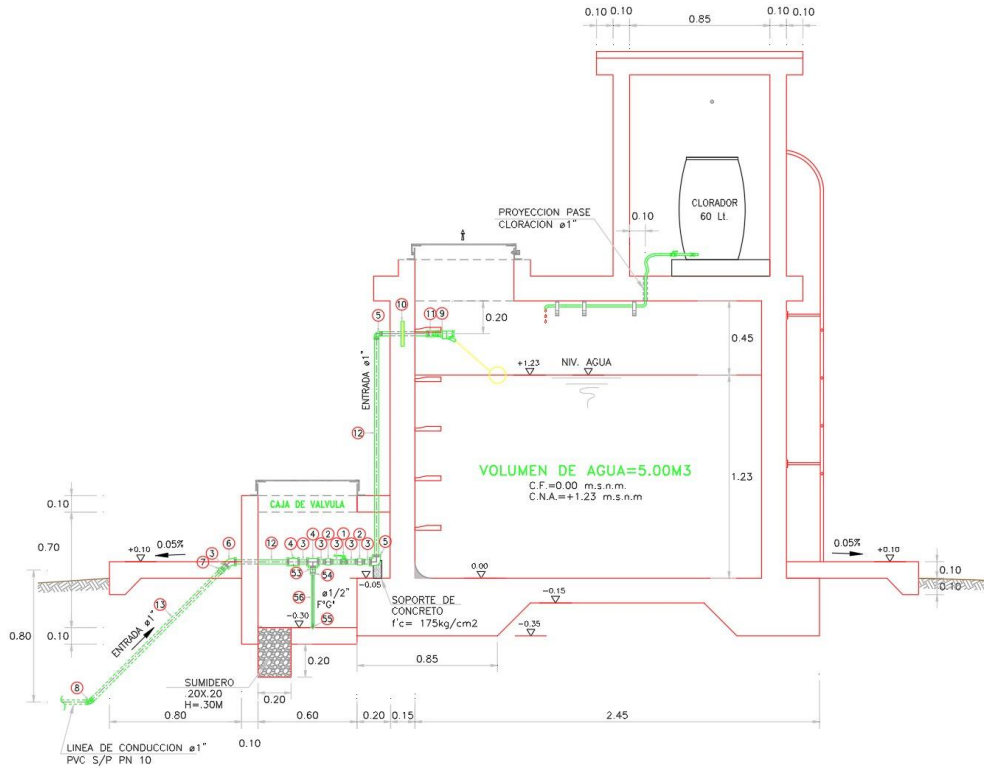 0.10 0.10 0.85 0.10 0.10
CLORADOR
60 Lt.
PROYECCION PASE
CLORACION ø1"
0.10
10
5
11 9
0.20
0.45
+1.23
NIV. AGUA
ENTRADA ø1"
12
VOLUMEN DE AGUA=5.00M3
C.F.=0.00 m.s.n.m.
C.N.A.=+1.23 m.s.n.m
1.23
0.10
CAJA DE VALVULA
0.70
4 2 1 2
+0.10
0.05%
3
7
6
12
4 3 3 3 3 3
5
53
54
-0.05
0.00
0.05%
+0.10
0.10
0.10
56
ø1/2"
F'G'
55
SOPORTE DE
CONCRETO
f'c= 175kg/cm2
-0.15
-0.30
-0.35
13
0.80
0.10
ENTRADA ø1"
0.20
0.85
8
SUMIDERO
.20X.20
H=.30M
0.20
0.80
0.10
0.60
0.20
0.15
2.45
LINEA DE CONDUCCION ø1"
PVC S/P PN 10